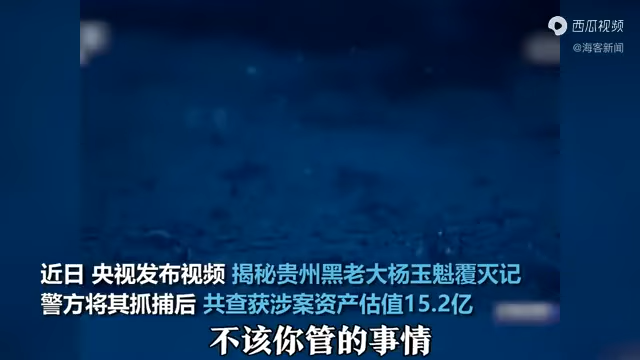 西瓜视频
@海客新闻
近日 央视发布视频 揭秘贵州黑老大杨玉魁覆灭记
警方将其抓捕后 共查获涉案资产估值15.2亿
不该你管的事情